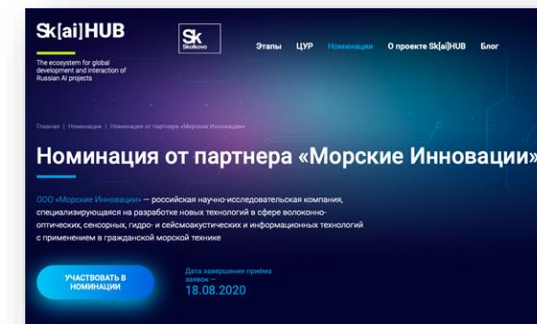 Sk[ai]HUB
The ecosystem for global
development and interaction of
Russian AI projects
Sk
Skolkovo
Этапы ЦУР Номинации О проекте Sk[ai]HUB Блог
Главная | Номинации | Номинация от партнера «Морские Инновации»
Номинация от партнера «Морские Инновации»
ООО «Морские Инновации» — российская научно-исследовательская компания,
специализирующаяся на разработке новых технологий в сфере волоконно-
оптических, сенсорных, гидро- и сейсмоакустических и информационных технологий
с применением в гражданской морской технике
УЧАСТВОВАТЬ В
НОМИНАЦИИ
Дата завершения приёма
заявок —
18.08.2020